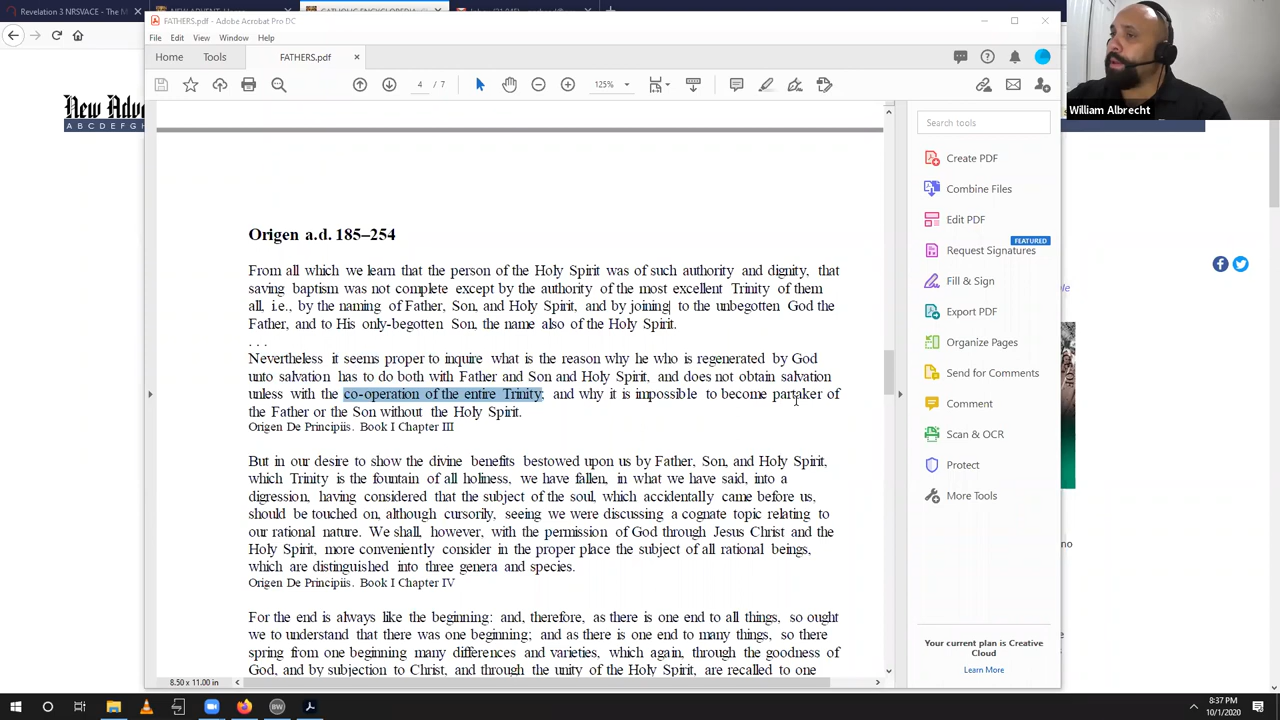 Revelation 3 NRSVACE - The M
CATHOLIC ENCYCLOPEDIA
FATHERS.pdf - Adobe Acrobat Pro DC
File Edit View Window Help
Home Tools FATHERS.pdf ×
4 / 7 125%
William Albrecht
New Adv
A B C D E F G H
Search tools
Create PDF
Combine Files
Edit PDF
FEATURED
Request Signatures
Fill & Sign
Export PDF
Organize Pages
Send for Comments
Comment
Scan & OCR
Protect
More Tools
Your current plan is Creative
Cloud
Learn More
Origen a.d. 185–254
From all which we learn that the person of the Holy Spirit was of such authority and dignity, that
saving baptism was not complete except by the authority of the most excellent Trinity of them
all, i.e., by the naming of Father, Son, and Holy Spirit, and by joining to the unbegotten God the
Father, and to His only-begotten Son, the name also of the Holy Spirit.
. . .
Nevertheless it seems proper to inquire what is the reason why he who is regenerated by God
unto salvation has to do both with Father and Son and Holy Spirit, and does not obtain salvation
unless with the co-operation of the entire Trinity; and why it is impossible to become partaker of
the Father or the Son without the Holy Spirit.
Origen De Principiis. Book I Chapter III
But in our desire to show the divine benefits bestowed upon us by Father, Son, and Holy Spirit,
which Trinity is the fountain of all holiness, we have fallen, in what we have said, into a
digression, having considered that the subject of the soul, which accidentally came before us,
should be touched on, although cursorily, seeing we were discussing a cognate topic relating to
our rational nature. We shall, however, with the permission of God through Jesus Christ and the
Holy Spirit, more conveniently consider in the proper place the subject of all rational beings,
which are distinguished into three genera and species.
Origen De Principiis. Book I Chapter IV
For the end is always like the beginning: and, therefore, as there is one end to all things, so ought
we to understand that there was one beginning; and as there is one end to many things, so there
spring from one beginning many differences and varieties, which again, through the goodness of
God, and by subjection to Christ, and through the unity of the Holy Spirit, are recalled to one
8.50 x 11.00 in
8:37 PM
10/1/2020